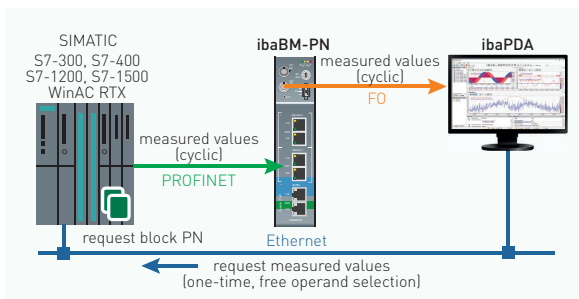 SIMATIC
S7-300, S7-400
S7-1200, S7-1500
WinAC RTX
ibaBM-PN
ibaPDA
measured values
(cyclic)
FO
measured values
(cyclic)
PROFINET
request block PN
Ethernet
request measured values
(one-time, free operand selection)